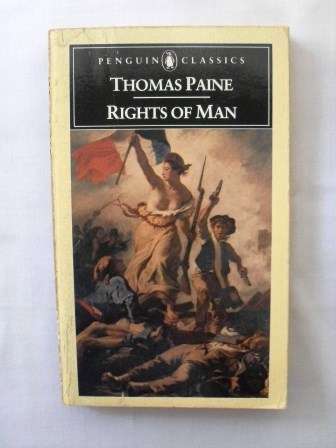 PENGUIN CLASSICS
THOMAS PAINE
RIGHTS OF MAN